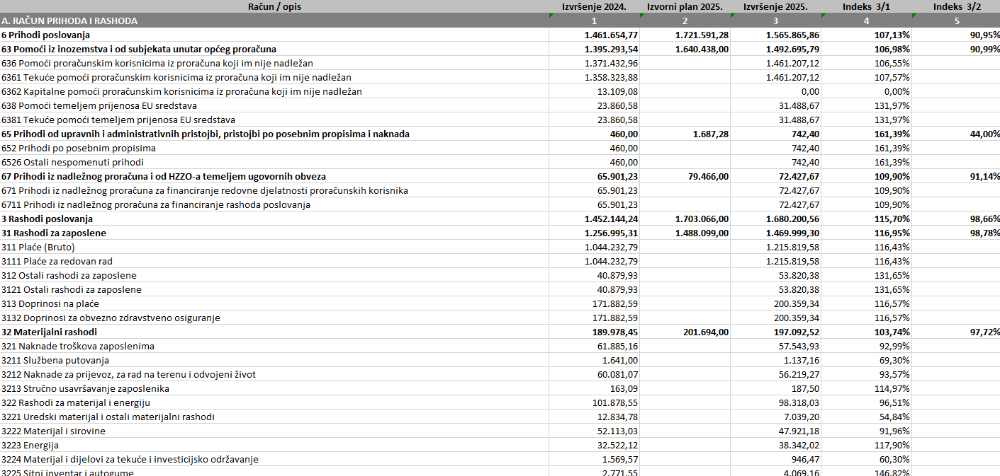 Račun / opis Izvršenje 2024. Izvorni plan 2025. Izvršenje 2025. Indeks 3/1 Indeks 3/2
A. RAČUN PRIHODA I RASHODA 1 2 3 4 5
6 Prihodi poslovanja 1.461.654,77 1.721.591,28 1.565.865,86 107,13% 90,95%
63 Pomoći iz inozemstva i od subjekata unutar općeg proračuna 1.395.293,54 1.640.438,00 1.492.695,79 106,98% 90,99%
636 Pomoći proračunskim korisnicima iz proračuna koji im nije nadležan 1.371.432,96 1.461.207,12 106,55%
6361 Tekuće pomoći proračunskim korisnicima iz proračuna koji im nije nadležan 1.358.323,88 1.461.207,12 107,57%
6362 Kapitalne pomoći proračunskim korisnicima iz proračuna koji im nije nadležan 13.109,08 0,00 0,00%
638 Pomoći temeljem prijenosa EU sredstava 23.860,58 31.488,67 131,97%
6381 Tekuće pomoći temeljem prijenosa EU sredstava 23.860,58 31.488,67 131,97%
65 Prihodi od upravnih i administrativnih pristojbi, pristojbi po posebnim propisima i naknada 460,00 1.687,28 742,40 161,39% 44,00%
652 Prihodi po posebnim propisima 460,00 742,40 161,39%
6526 Ostali nespomenuti prihodi 460,00 742,40 161,39%
67 Prihodi iz nadležnog proračuna i od HZZO-a temeljem ugovornih obveza 65.901,23 79.466,00 72.427,67 109,90% 91,14%
671 Prihodi iz nadležnog proračuna za financiranje redovne djelatnosti proračunskih korisnika 65.901,23 72.427,67 109,90%
6711 Prihodi iz nadležnog proračuna za financiranje rashoda poslovanja 65.901,23 72.427,67 109,90%
3 Rashodi poslovanja 1.452.144,24 1.703.066,00 1.680.200,56 115,70% 98,66%
31 Rashodi za zaposlene 1.256.995,31 1.488.099,00 1.469.999,30 116,95% 98,78%
311 Plaće (Bruto) 1.044.232,79 1.215.819,58 116,43%
3111 Plaće za redovan rad 1.044.232,79 1.215.819,58 116,43%
312 Ostali rashodi za zaposlene 40.879,93 53.820,38 131,65%
3121 Ostali rashodi za zaposlene 40.879,93 53.820,38 131,65%
313 Doprinosi na plaće 171.882,59 200.359,34 116,57%
3132 Doprinosi za obvezno zdravstveno osiguranje 171.882,59 200.359,34 116,57%
32 Materijalni rashodi 189.978,45 201.694,00 197.092,52 103,74% 97,72%
321 Naknade troškova zaposlenima 61.885,16 57.543,93 92,99%
3211 Službena putovanja 1.641,00 1.137,16 69,30%
3212 Naknade za prijevoz, za rad na terenu i odvojeni život 60.081,07 56.219,27 93,57%
3213 Stručno usavršavanje zaposlenika 163,09 187,50 114,97%
322 Rashodi za materijal i energiju 101.878,55 98.318,03 96,51%
3221 Uredski materijal i ostali materijalni rashodi 12.834,78 7.039,20 54,84%
3222 Materijal i sirovine 52.113,03 47.921,18 91,96%
3223 Energija 32.522,12 38.342,02 117,90%
3224 Materijal i dijelovi za tekuće i investicijsko održavanje 1.569,57 946,47 60,30%
3225 Sitni inventar i autogume 2.771,55 4.069,16 146,82%